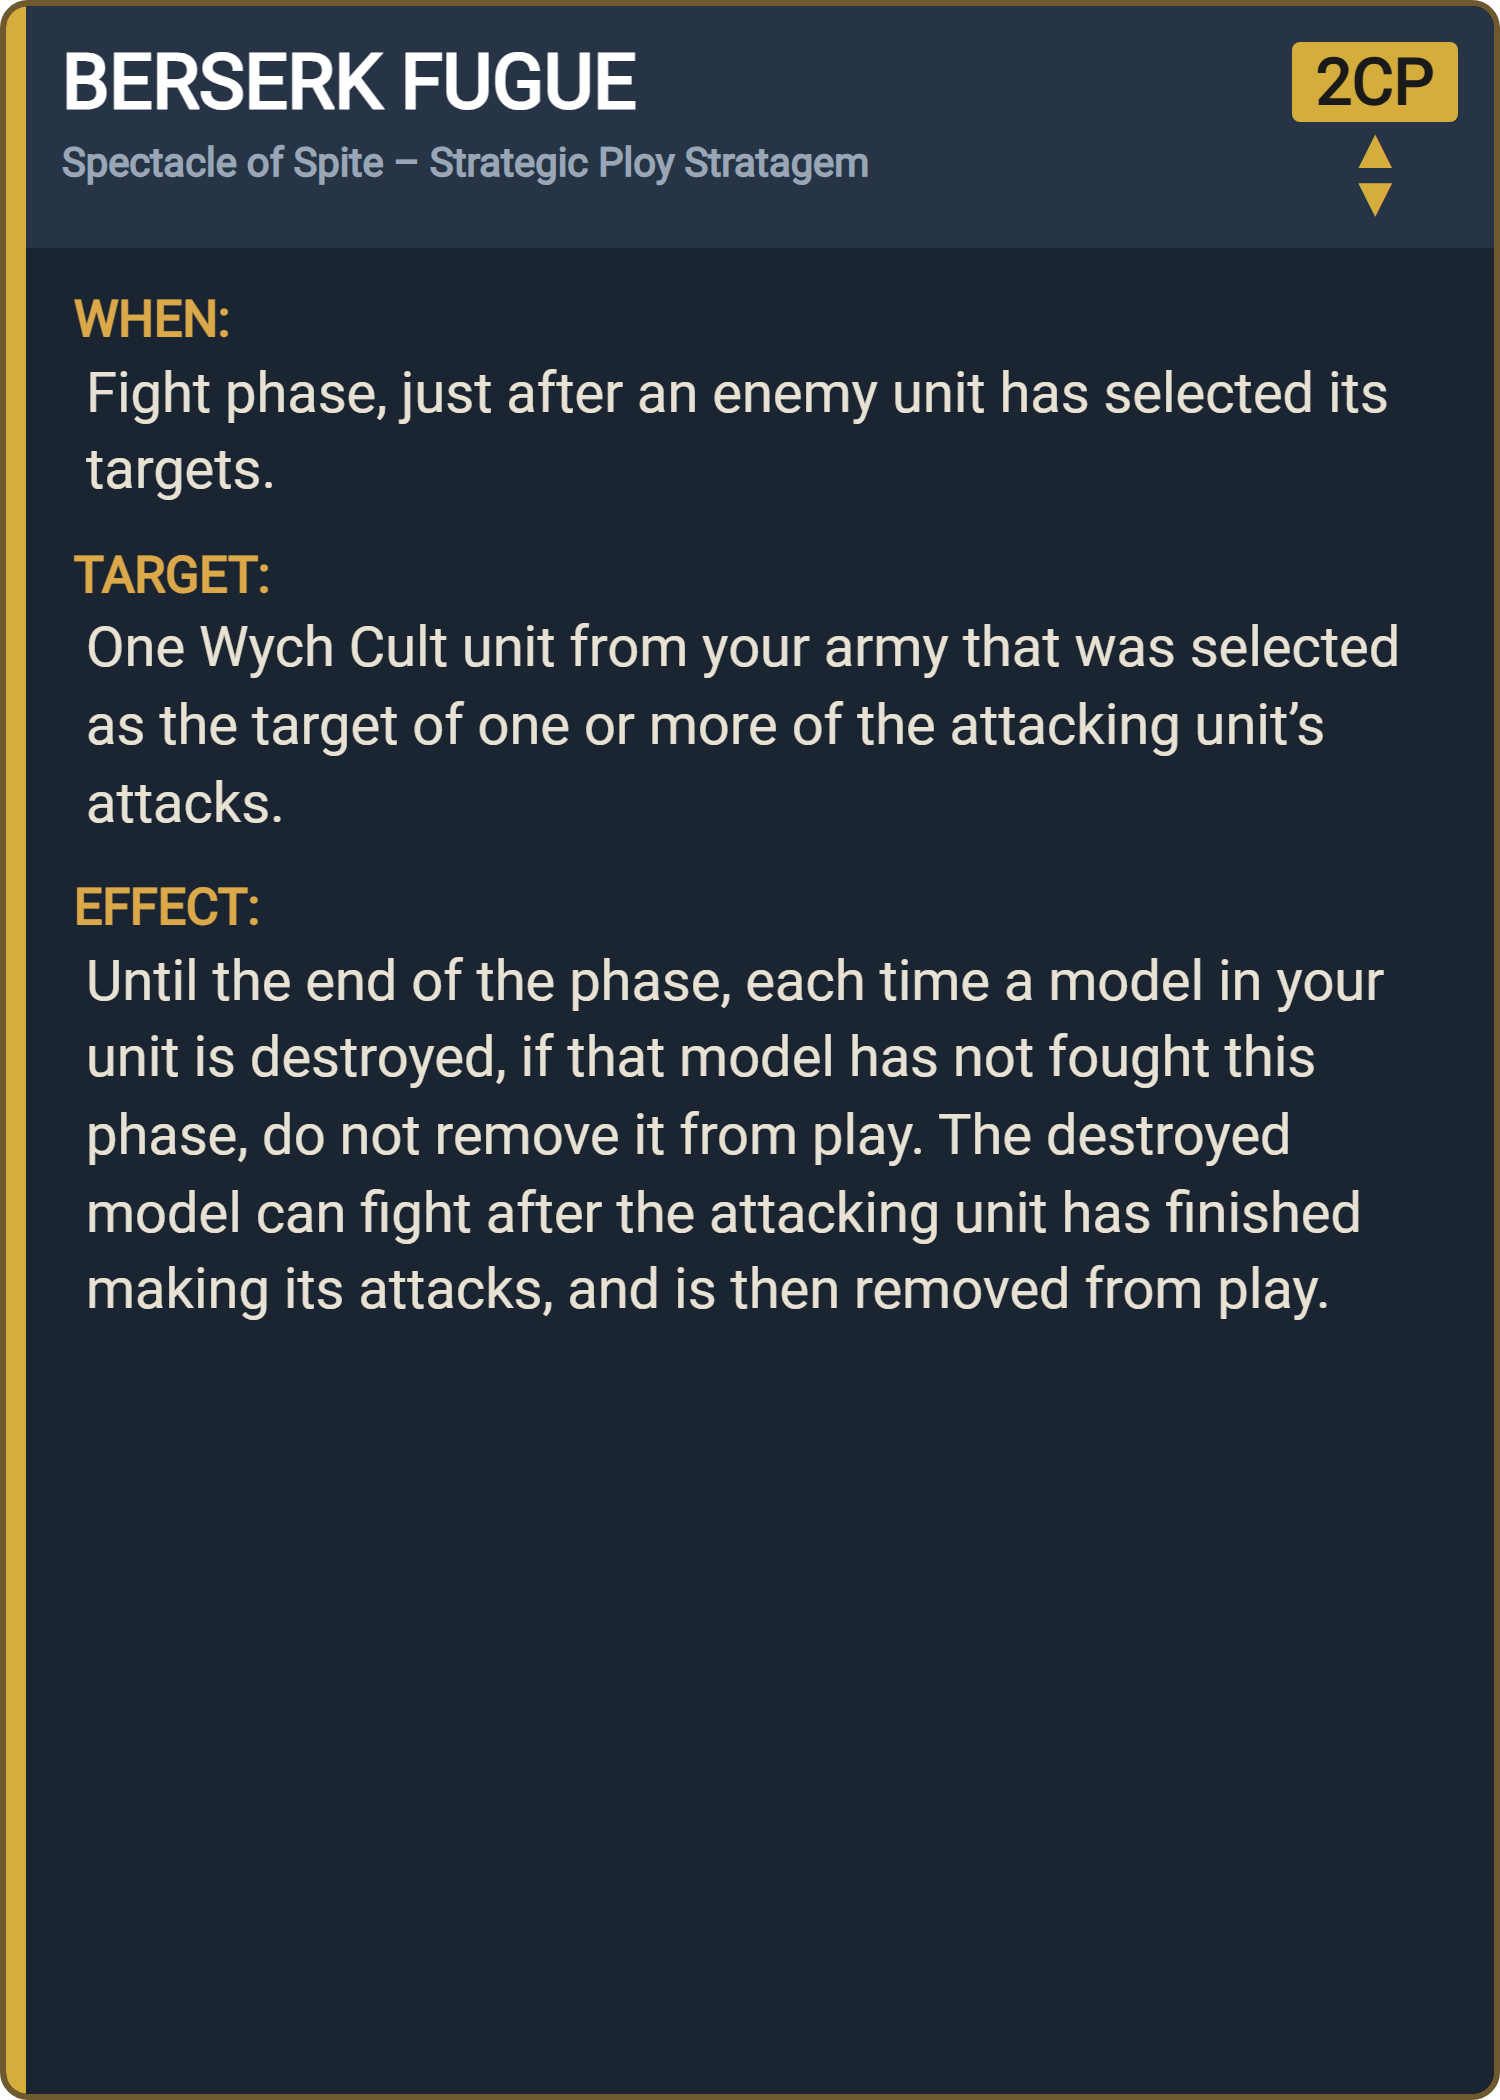 BERSERK FUGUE
Spectacle of Spite – Strategic Ploy Stratagem
2CP
WHEN:
Fight phase, just after an enemy unit has selected its
targets.
TARGET:
One Wych Cult unit from your army that was selected
as the target of one or more of the attacking unit’s
attacks.
EFFECT:
Until the end of the phase, each time a model in your
unit is destroyed, if that model has not fought this
phase, do not remove it from play. The destroyed
model can fight after the attacking unit has finished
making its attacks, and is then removed from play.